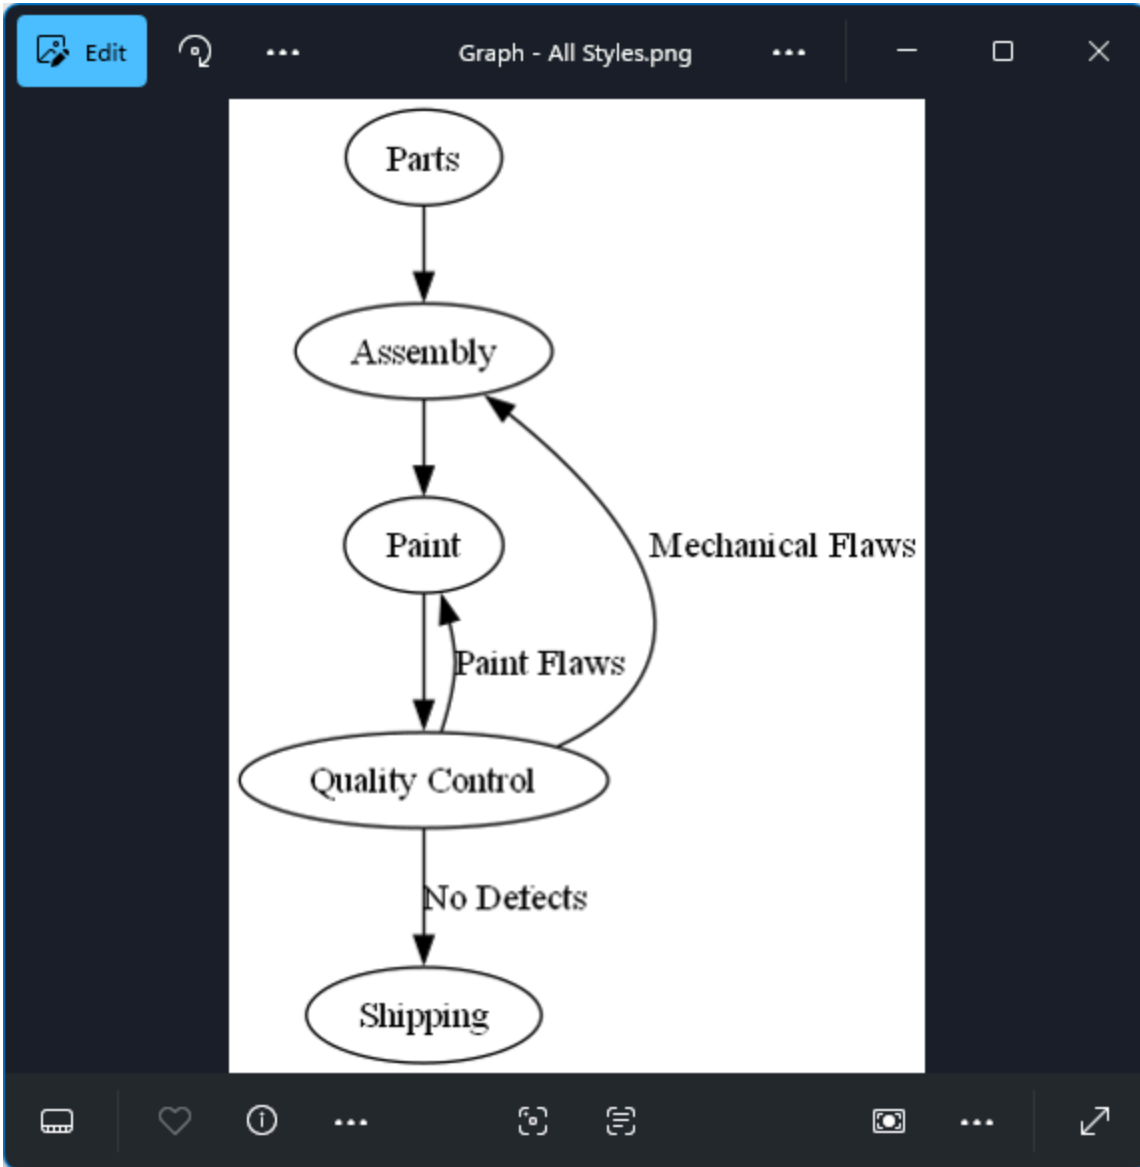 Edit
Graph - All Styles.png
Parts
Assembly
Paint
Mechanical Flaws
Paint Flaws
Quality Control
No Defects
Shipping